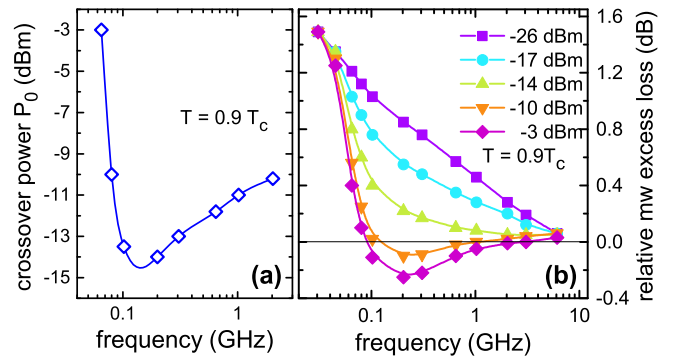 crossover power P0 (dBm)
-3
-5
-7
-9
-11
-13
-15
T = 0.9 Tc
(a)
0.1
1
frequency (GHz)
-26 dBm
-17 dBm
-14 dBm
-10 dBm
-3 dBm
T = 0.9Tc
(b)
0.1
1
10
frequency (GHz)
1.6
1.2
0.8
0.4
0.0
-0.4
relative mw excess loss (dB)